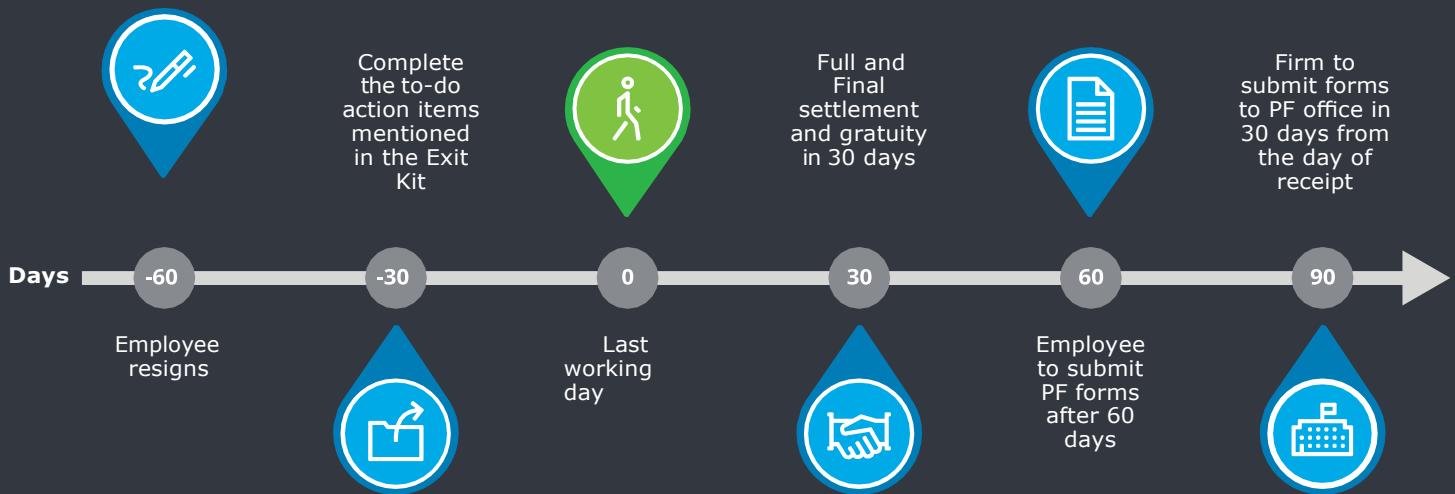 Complete
the to-do
action items
mentioned
in the Exit
Kit
Full and
Final
settlement
and gratuity
in 30 days
Firm to
submit forms
to PF office in
30 days from
the day of
receipt
Days
-60
-30
0
30
60
90
Employee
resigns
Last
working
day
Employee
to submit
PF forms
after 60
days